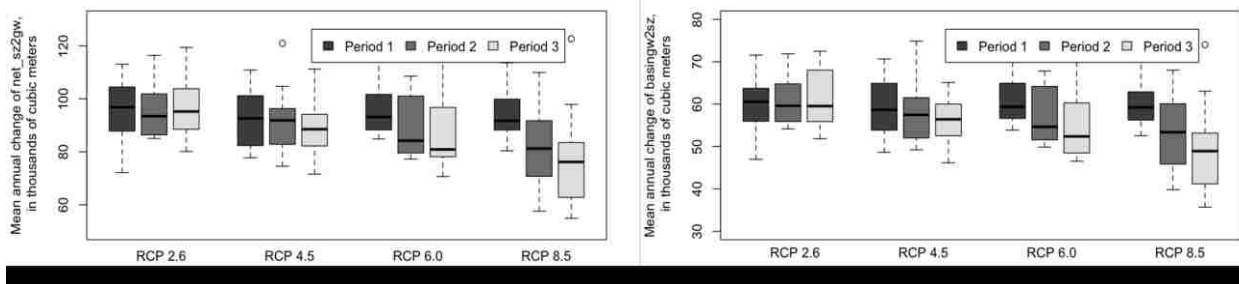 Mean annual change of net_sz2gw,
in thousands of cubic meters
120
100
80
60
Period 1 Period 2 Period 3
RCP 2.6 RCP 4.5 RCP 6.0 RCP 8.5
Mean annual change of basingw2sz,
in thousands of cubic meters
80
70
60
50
40
30
Period 1 Period 2 Period 3
RCP 2.6 RCP 4.5 RCP 6.0 RCP 8.5